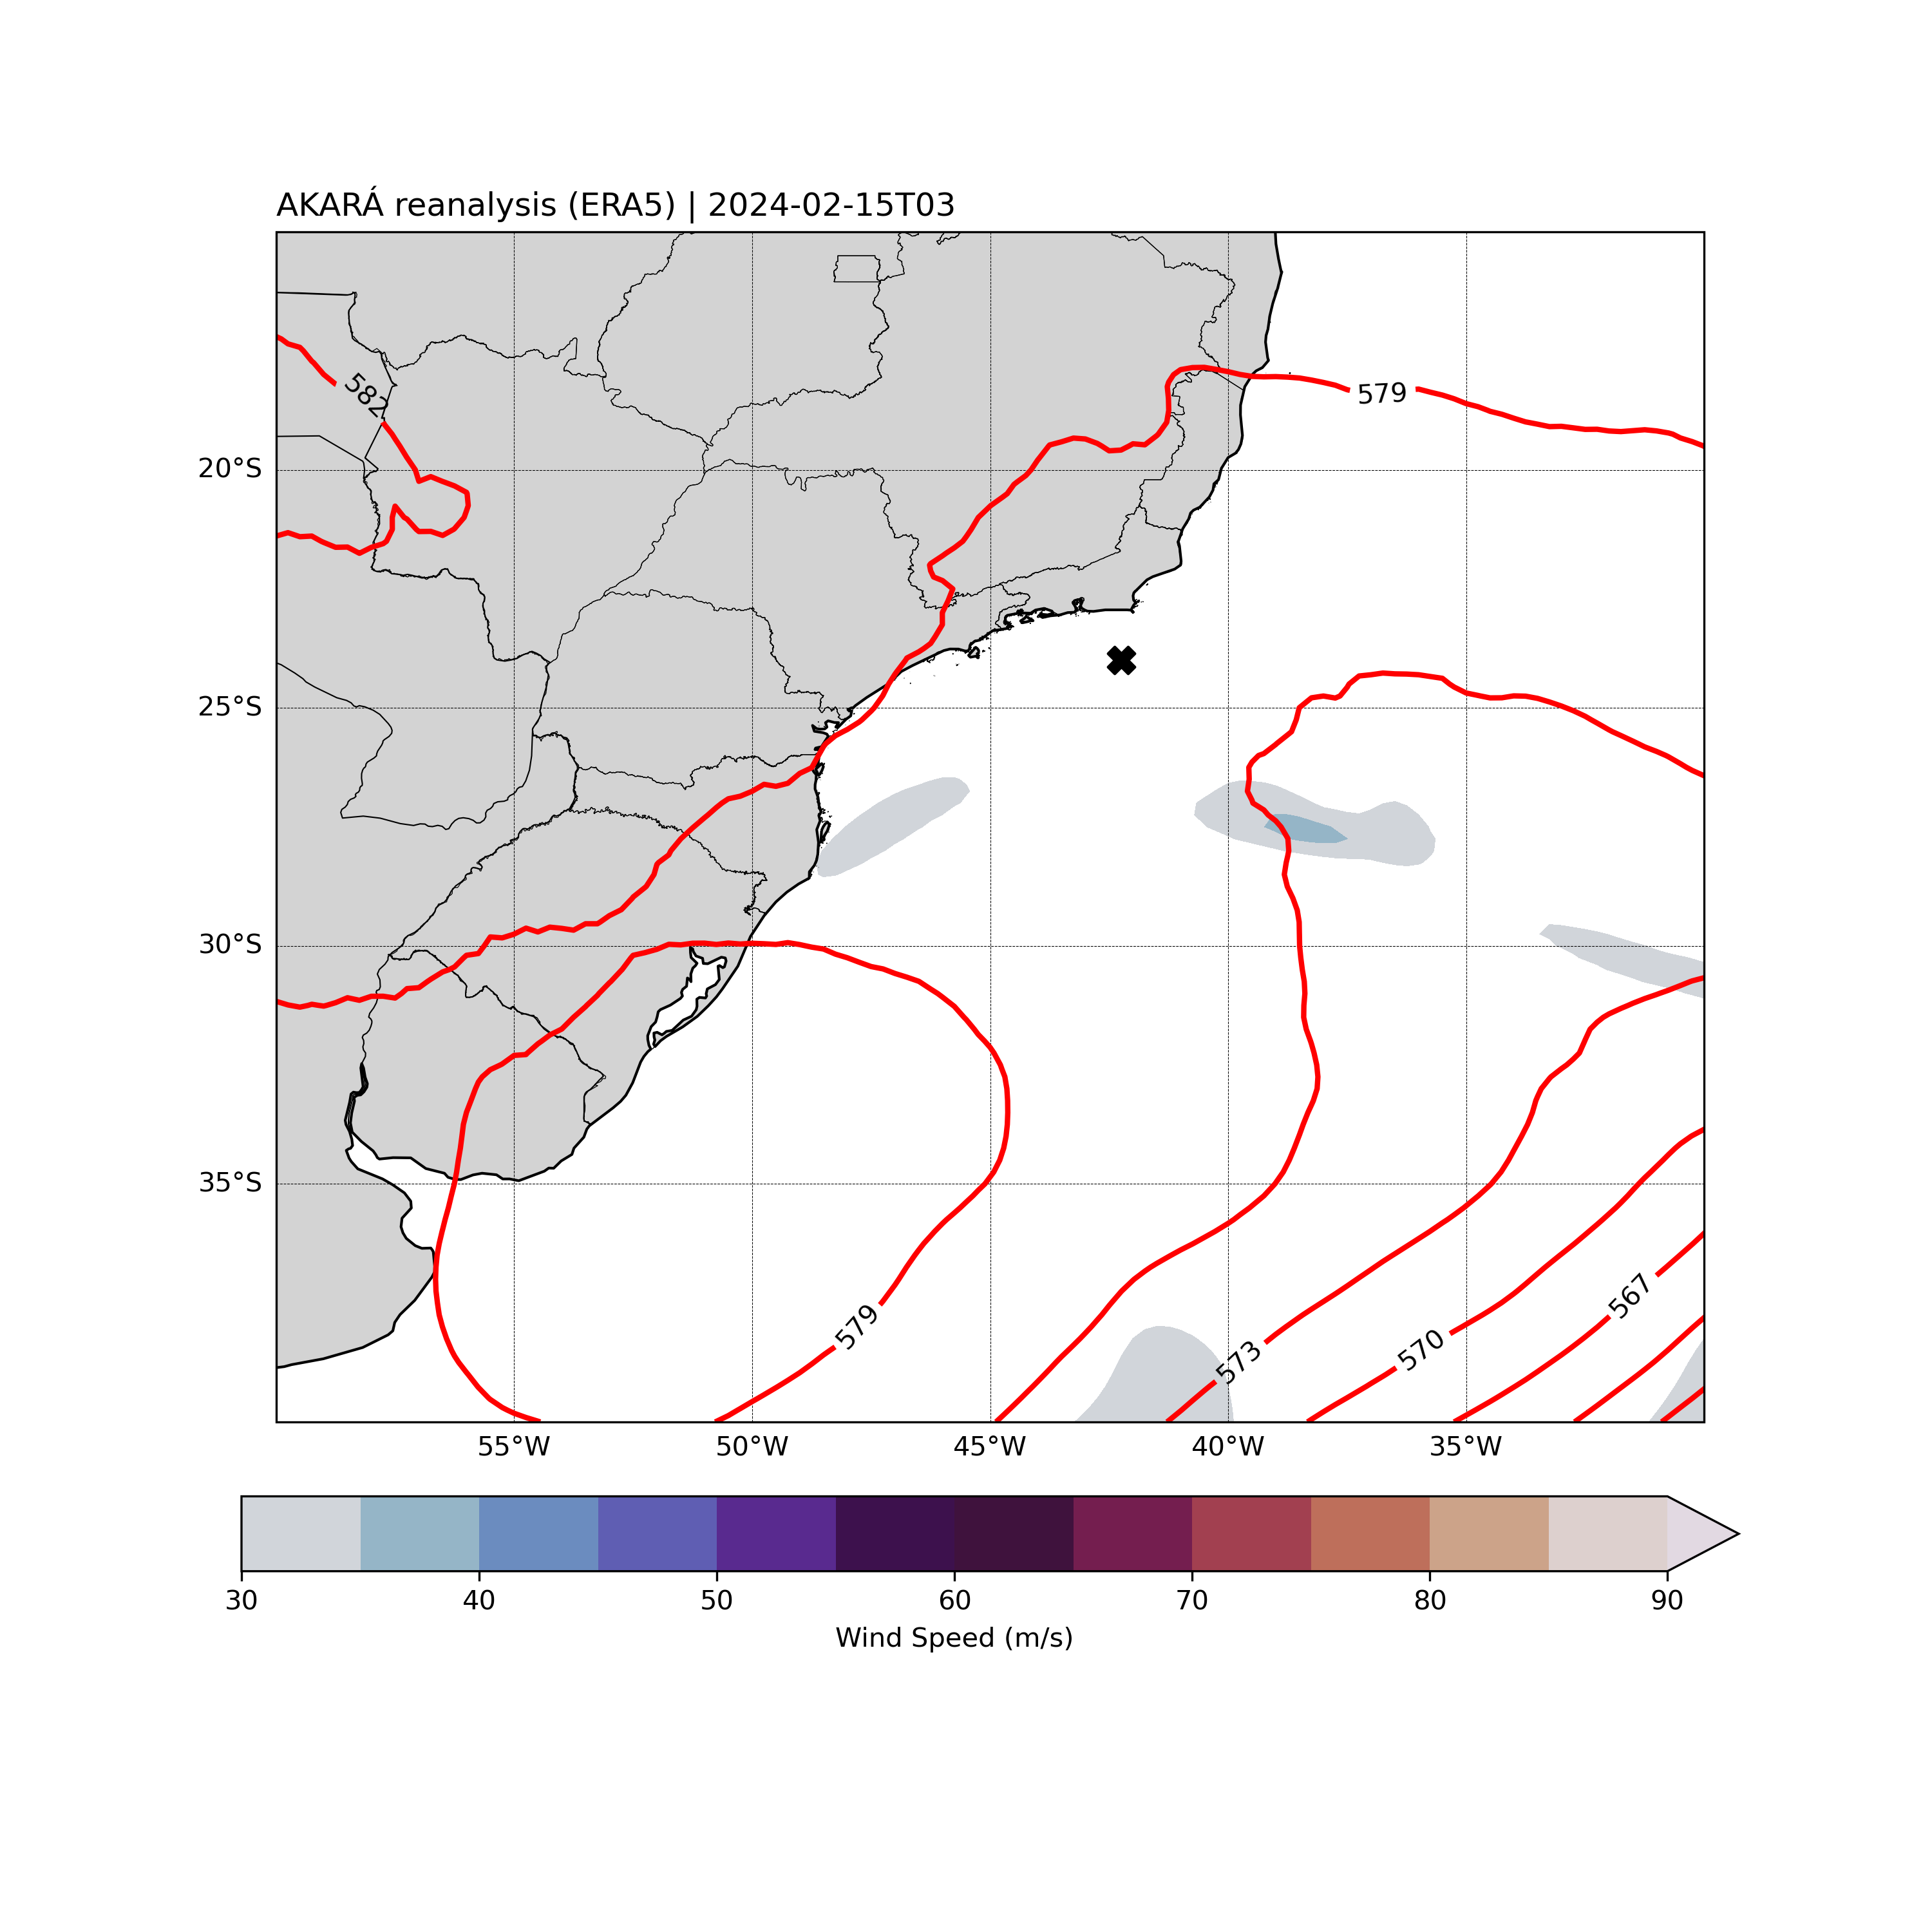 AKARÁ reanalysis (ERA5) | 2024-02-15T03
582
579
20°S
25°S
30°S
35°S
579
573
570
567
55°W
50°W
45°W
40°W
35°W
30
40
50
60
70
80
90
Wind Speed (m/s)